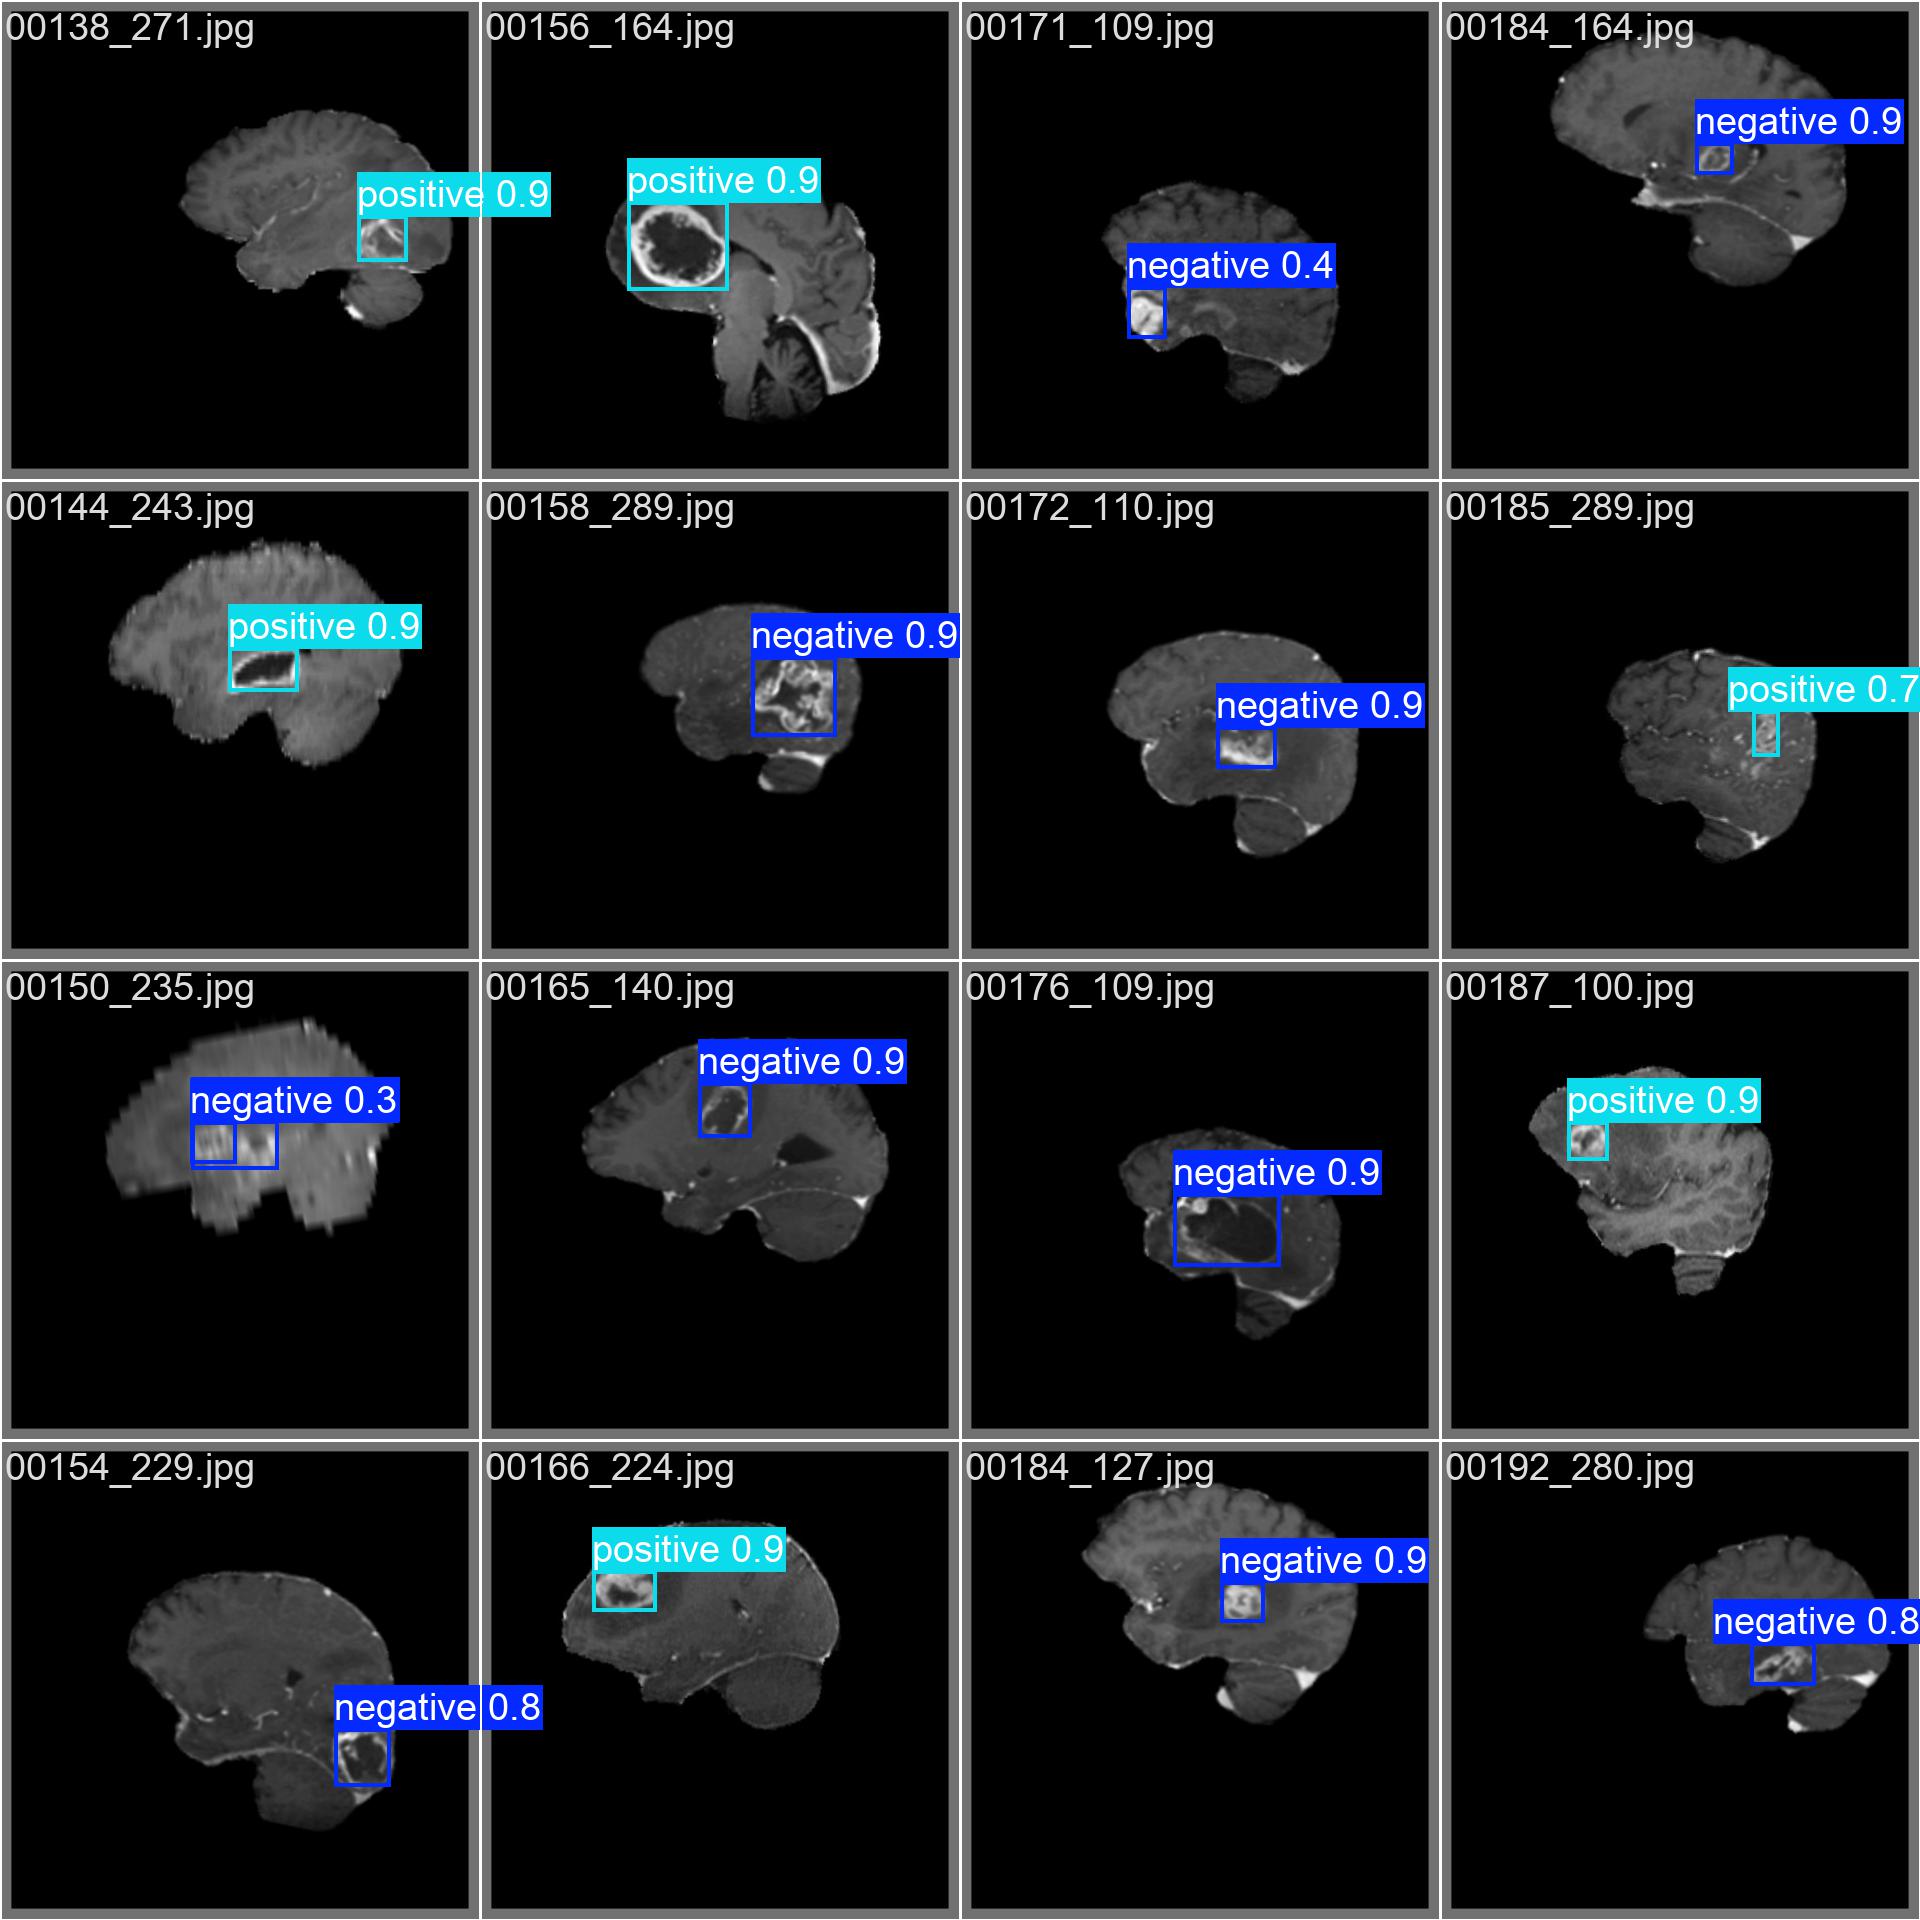 00138_271.jpg
positive 0.9
00156_164.jpg
positive 0.9
00171_109.jpg
negative 0.4
00184_164.jpg
negative 0.9
00144_243.jpg
positive 0.9
00158_289.jpg
negative 0.9
00172_110.jpg
negative 0.9
00185_289.jpg
positive 0.7
00150_235.jpg
negative 0.3
00165_140.jpg
negative 0.9
00176_109.jpg
negative 0.9
00187_100.jpg
positive 0.9
00154_229.jpg
negative 0.8
00166_224.jpg
positive 0.9
00184_127.jpg
negative 0.9
00192_280.jpg
negative 0.8